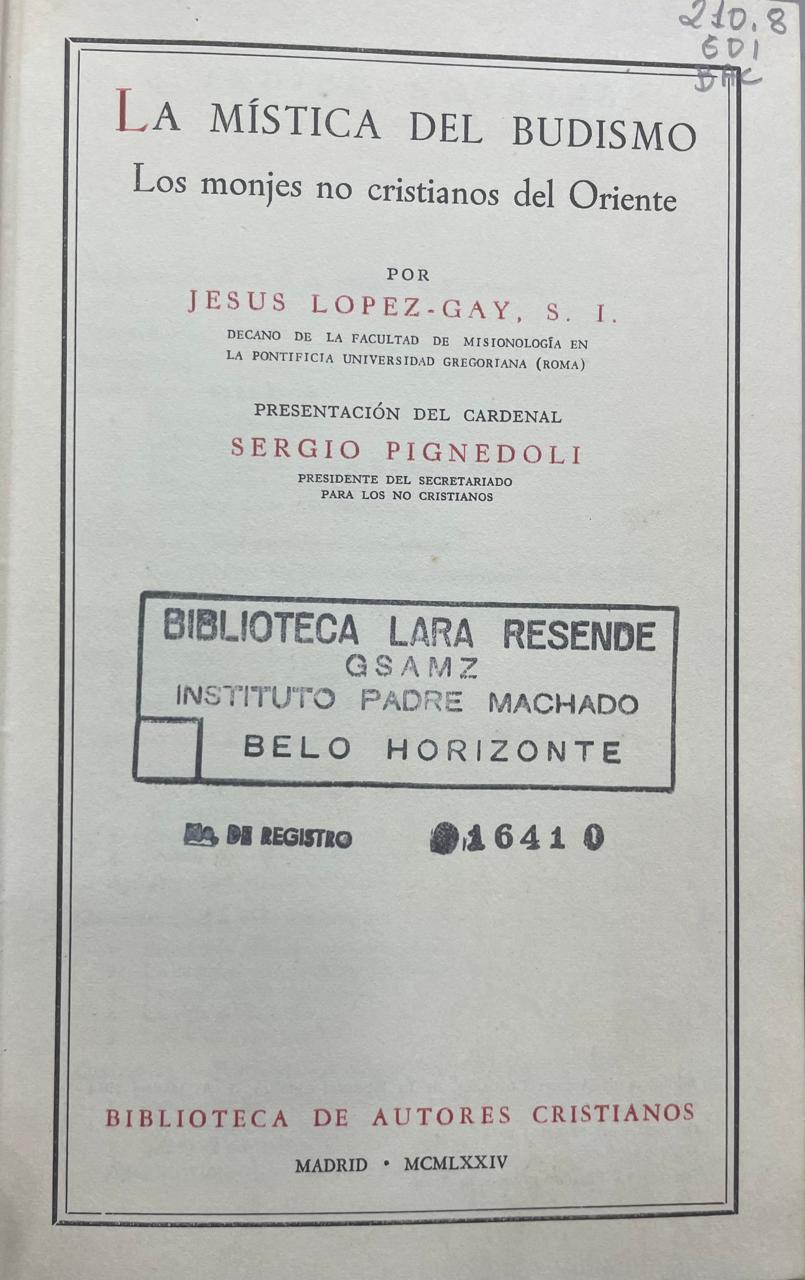 210.8
EDI
BAC
LA MÍSTICA DEL BUDISMO
Los monjes no cristianos del Oriente
POR
JESUS LOPEZ-GAY, S. I.
DECANO DE LA FACULTAD DE MISIONOLOGÍA EN
LA PONTIFICIA UNIVERSIDAD GREGORIANA (ROMA)
PRESENTACIÓN DEL CARDENAL
SERGIO PIGNEDOLI
PRESIDENTE DEL SECRETARIADO
PARA LOS NO CRISTIANOS
BIBLIOTECA LARA RESENDE
GSAMZ
INSTITUTO PADRE MACHADO
BELO HORIZONTE
DE REGISTRO 16410
BIBLIOTECA DE AUTORES CRISTIANOS
MADRID • MCMLXXIV